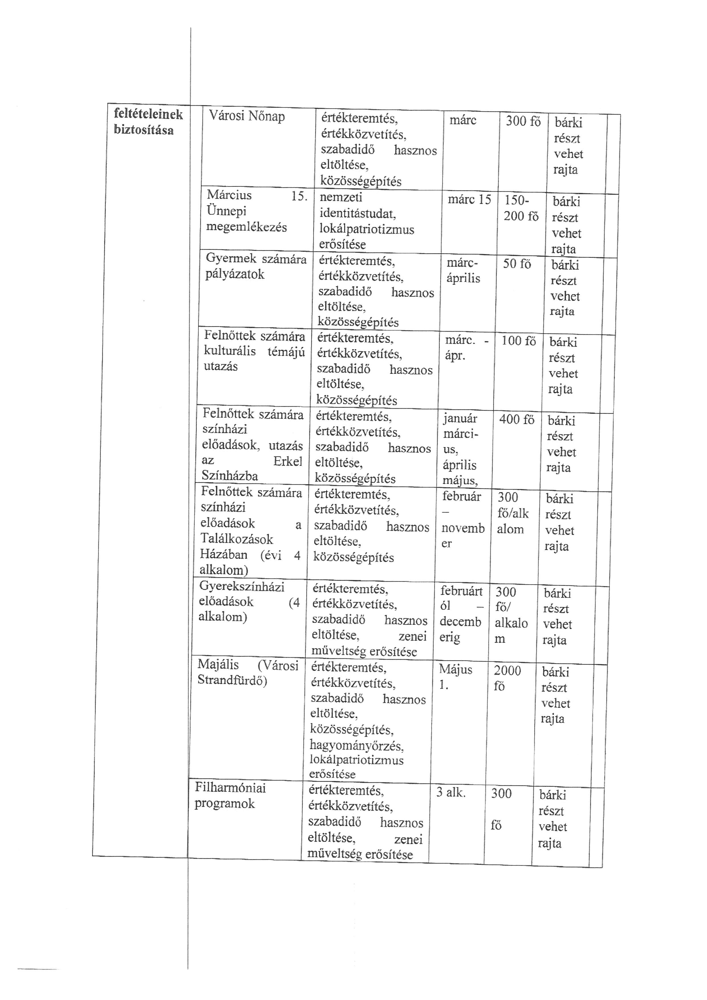 feltételeinek
biztosítása
Városi Nőnap
értékteremtés,
értékközvetítés,
szabadidő hasznos
eltöltése,
közösségépítés
márc
300 fő
bárki
részt
vehet
rajta
Március 15.
Ünnepi
megemlékezés
nemzeti
identitástudat,
lokálpatriotizmus
erősítése
márc 15
150-
200 fő
bárki
részt
vehet
rajta
Gyermek számára
pályázatok
értékteremtés,
értékközvetítés,
szabadidő hasznos
eltöltése,
közösségépítés
márc-
április
50 fő
bárki
részt
vehet
rajta
Felnőttek számára
kulturális témájú
utazás
értékteremtés,
értékközvetítés,
szabadidő hasznos
eltöltése,
közösségépítés
márc. -
ápr.
100 fő
bárki
részt
vehet
rajta
Felnőttek számára
színházi
előadások, utazás
az Erkel
Színházba
értékteremtés,
értékközvetítés,
szabadidő hasznos
eltöltése,
közösségépítés
január
márci-
us,
április
május,
400 fő
bárki
részt
vehet
rajta
Felnőttek számára
színházi
előadások a
Találkozások
Házában (évi 4
alkalom)
értékteremtés,
értékközvetítés,
szabadidő hasznos
eltöltése,
közösségépítés
február
–
novemb
er
300
fő/alk
alom
bárki
részt
vehet
rajta
Gyerekszínházi
előadások (4
alkalom)
értékteremtés,
értékközvetítés,
szabadidő hasznos
eltöltése, zenei
műveltség erősítése
februárt
ól –
decemb
erig
300
fő/
alkalo
m
bárki
részt
vehet
rajta
Majális (Városi
Strandfürdő)
értékteremtés,
értékközvetítés,
szabadidő hasznos
eltöltése,
közösségépítés,
hagyományőrzés,
lokálpatriotizmus
erősítése
Május
1.
2000
fő
bárki
részt
vehet
rajta
Filharmóniai
programok
értékteremtés,
értékközvetítés,
szabadidő hasznos
eltöltése, zenei
műveltség erősítése
3 alk.
300
fő
bárki
részt
vehet
rajta